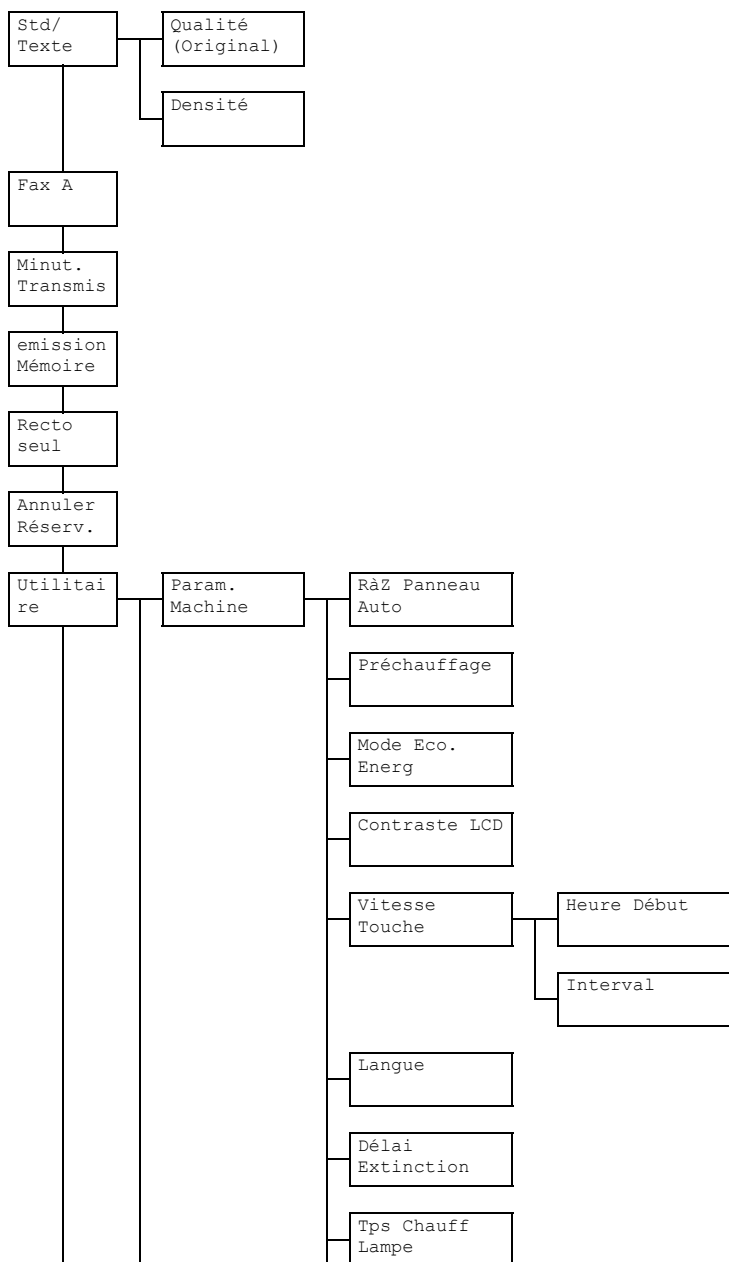 Std/
Texte
Qualité
(Original)
Densité
Fax A
Minut.
Transmis
emission
Mémoire
Recto
seul
Annuler
Réserv.
Utilitai
re
Param.
Machine
RàZ Panneau
Auto
Préchauffage
Mode Eco.
Energ
Contraste LCD
Vitesse
Touche
Heure Début
Interval
Langue
Délai
Extinction
Tps Chauff
Lampe